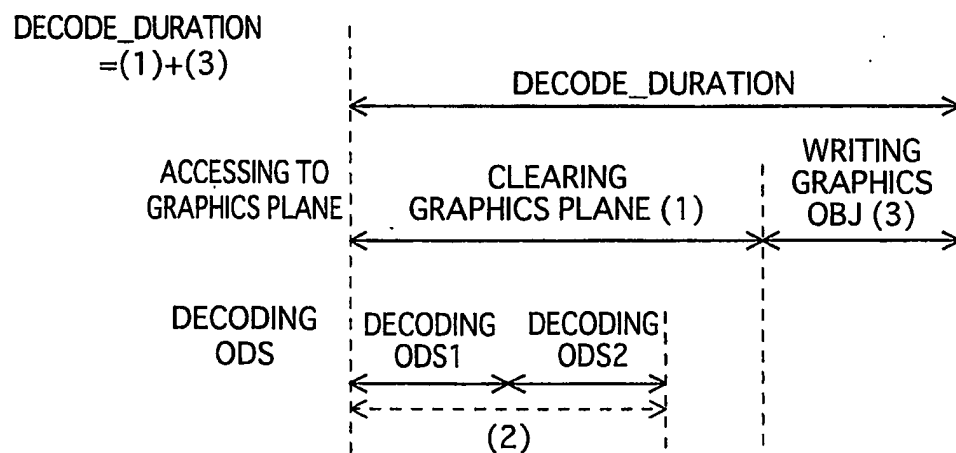 DECODE_DURATION
=(1)+(3)
DECODE_DURATION
ACCESSING TO
GRAPHICS PLANE
CLEARING
GRAPHICS PLANE (1)
WRITING
GRAPHICS
OBJ (3)
DECODING
ODS
DECODING
ODS1
DECODING
ODS2
(2)